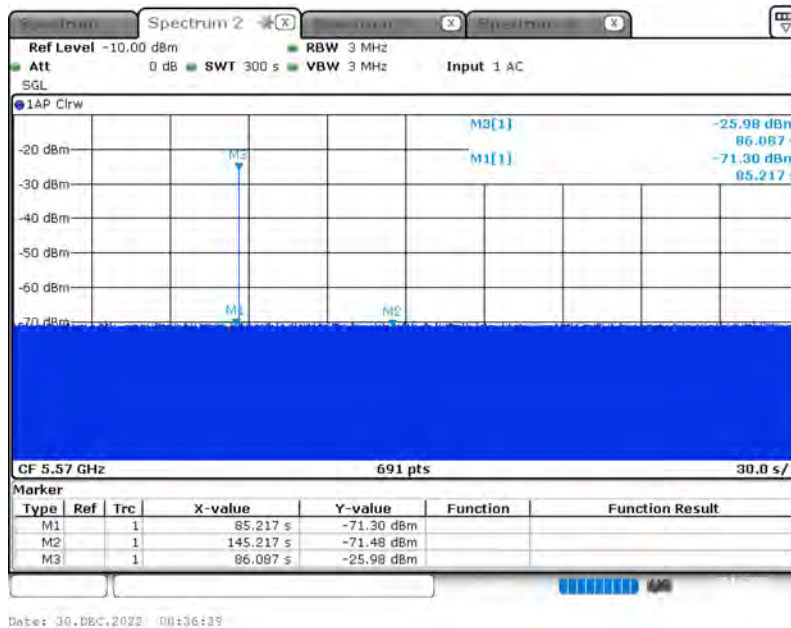 Spectrum 2
Ref Level -10.00 dBm RBW 3 MHz
Att 0 dB SWT 300 s VBW 3 MHz Input 1 AC
SGL
1AP Clrw
M3[1] -25.98 dBm
86.087 s
M1[1] -71.30 dBm
85.217 s
-20 dBm
M3
-30 dBm
-40 dBm
-50 dBm
-60 dBm
M1 M2
-70 dBm
CF 5.57 GHz 691 pts 30.0 s/
Marker
Type Ref Trc X-value Y-value Function Function Result
M1 1 85.217 s -71.30 dBm
M2 1 145.217 s -71.48 dBm
M3 1 86.087 s -25.98 dBm
Date: 30.DEC.2022